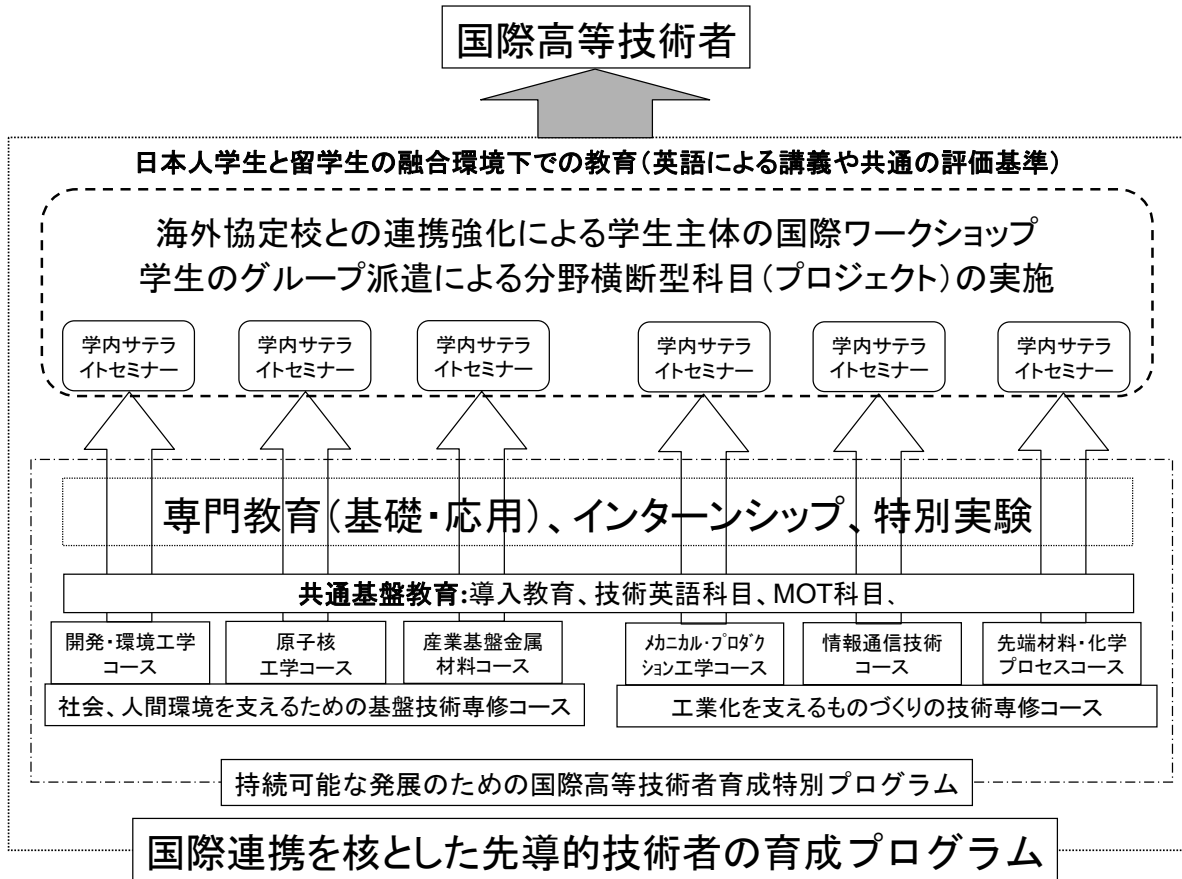 国際高等技術者
日本人学生と留学生の融合環境下での教育(英語による講義や共通の評価基準)
海外協定校との連携強化による学生主体の国際ワークショップ
学生のグループ派遣による分野横断型科目(プロジェクト)の実施
学内サテラ
イトセミナー
学内サテラ
イトセミナー
学内サテラ
イトセミナー
学内サテラ
イトセミナー
学内サテラ
イトセミナー
学内サテラ
イトセミナー
専門教育(基礎・応用)、インターンシップ、特別実験
共通基盤教育:導入教育、技術英語科目、MOT科目、
開発・環境工学
コース
原子核
工学コース
産業基盤金属
材料コース
メカニカル・プロダク
ション工学コース
情報通信技術
コース
先端材料・化学
プロセスコース
社会、人間環境を支えるための基盤技術専修コース
工業化を支えるものづくりの技術専修コース
持続可能な発展のための国際高等技術者育成特別プログラム
国際連携を核とした先導的技術者の育成プログラム